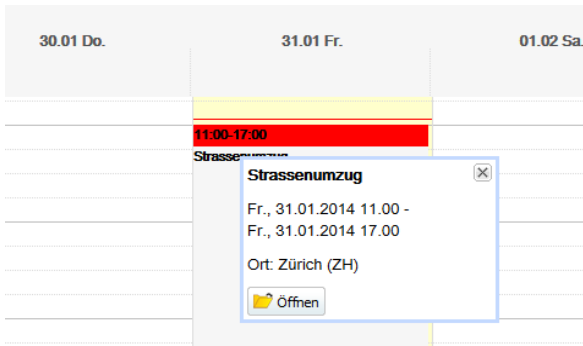 30.01 Do.
31.01 Fr.
01.02 Sa.
11:00-17:00
Strassenumzug
Strassenumzug
Fr., 31.01.2014 11.00 -
Fr., 31.01.2014 17.00
Ort: Zürich (ZH)
Öffnen